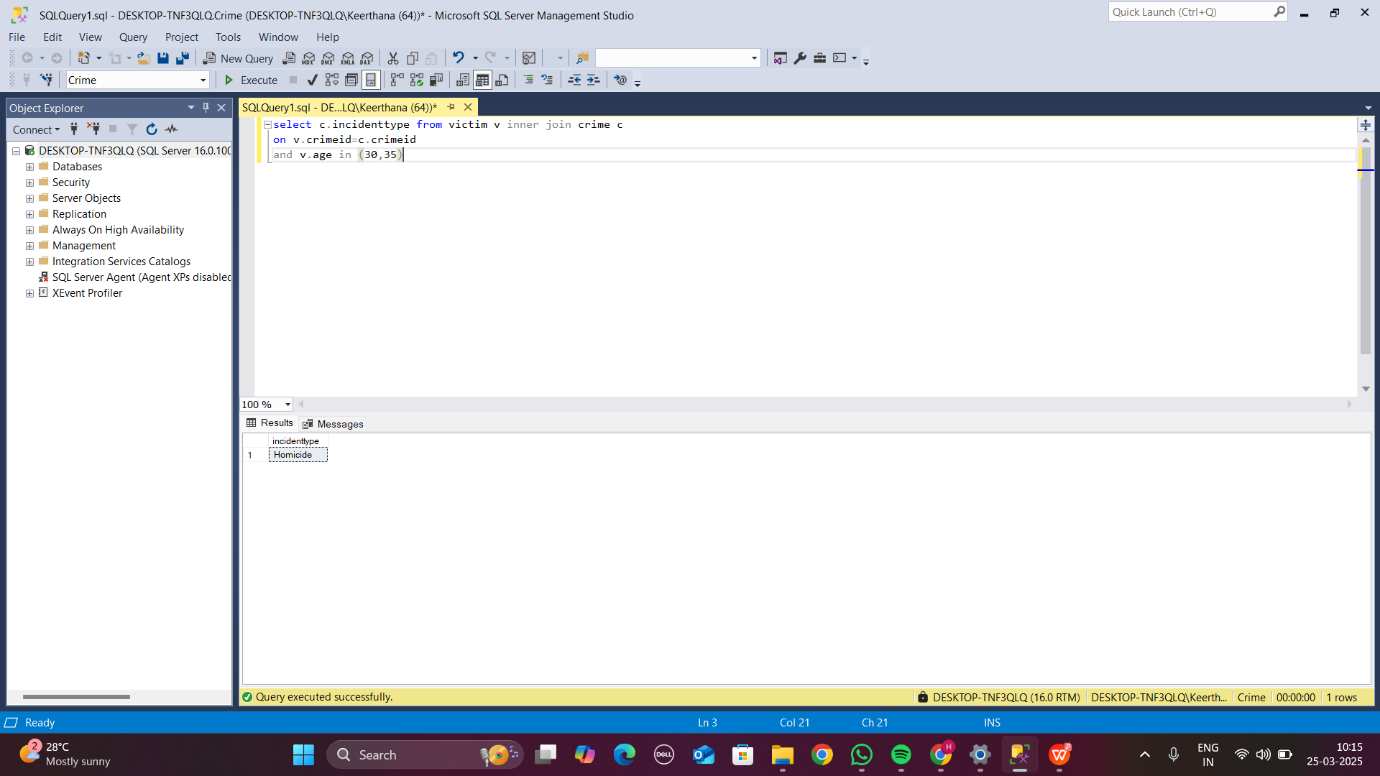 SQLQuery1.sql - DESKTOP-TNF3QLQ.Crime (DESKTOP-TNF3QLQ\Keerthana (64))* - Microsoft SQL Server Management Studio
Quick Launch (Ctrl+Q)
File Edit View Query Project Tools Window Help
New Query
Crime
Execute
Object Explorer
SQLQuery1.sql - DE...LQ\Keerthana (64))*
Connect
DESKTOP-TNF3QLQ (SQL Server 16.0.100
Databases
Security
Server Objects
Replication
Always On High Availability
Management
Integration Services Catalogs
SQL Server Agent (Agent XPs disabled
XEvent Profiler
select c.incidenttype from victim v inner join crime c
on v.crimeid=c.crimeid
and v.age in (30,35)
100 %
Results Messages
incidenttype
1 Homicide
Query executed successfully.
DESKTOP-TNF3QLQ (16.0 RTM) DESKTOP-TNF3QLQ\Keerth... Crime 00:00:00 1 rows
Ready Ln 3 Col 21 Ch 21 INS
2
28°C
Mostly sunny
Search
DELL
H
ENG
IN
10:15
25-03-2025